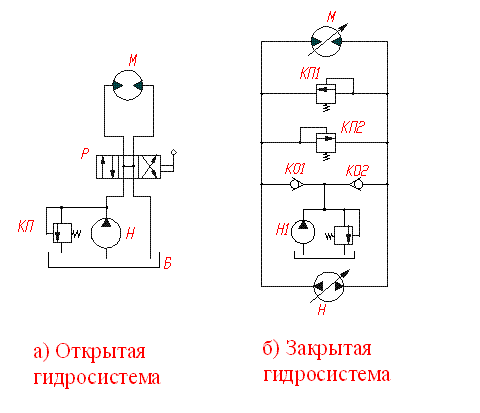 М
Р
КП
Н
Б
а) Открытая
гидросистема
М
КП1
КП2
КО1
КО2
Н1
Н
б) Закрытая
гидросистема